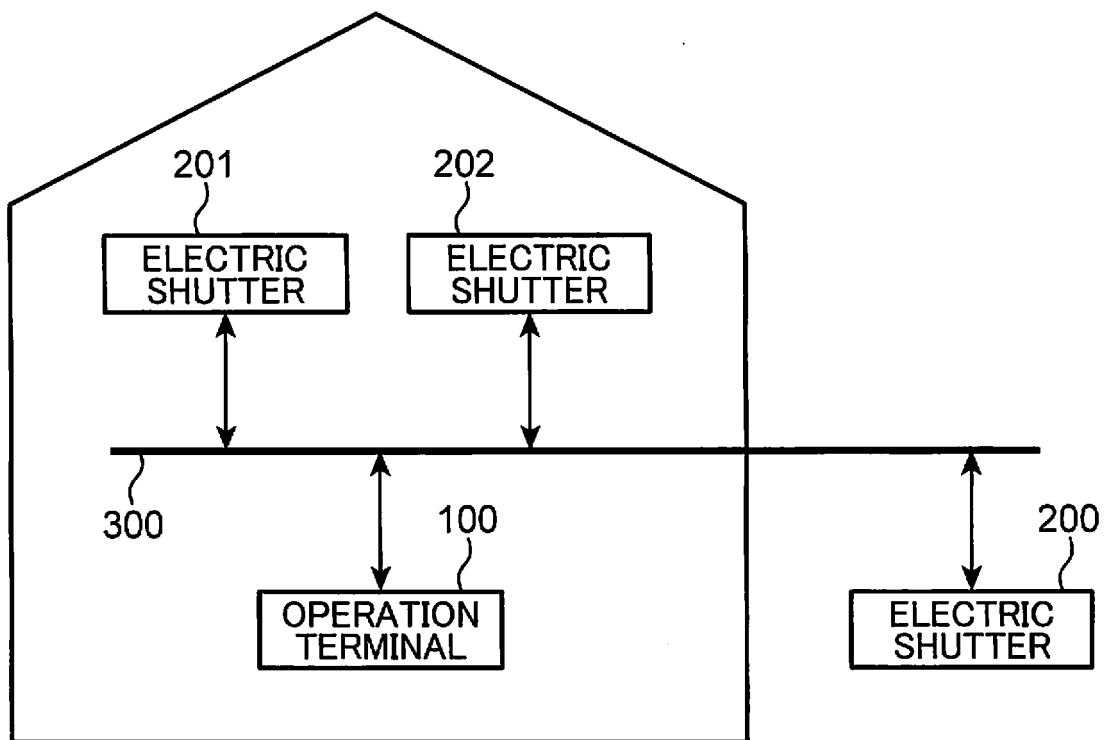 201
202
ELECTRIC
SHUTTER
ELECTRIC
SHUTTER
300
100
200
OPERATION
TERMINAL
ELECTRIC
SHUTTER